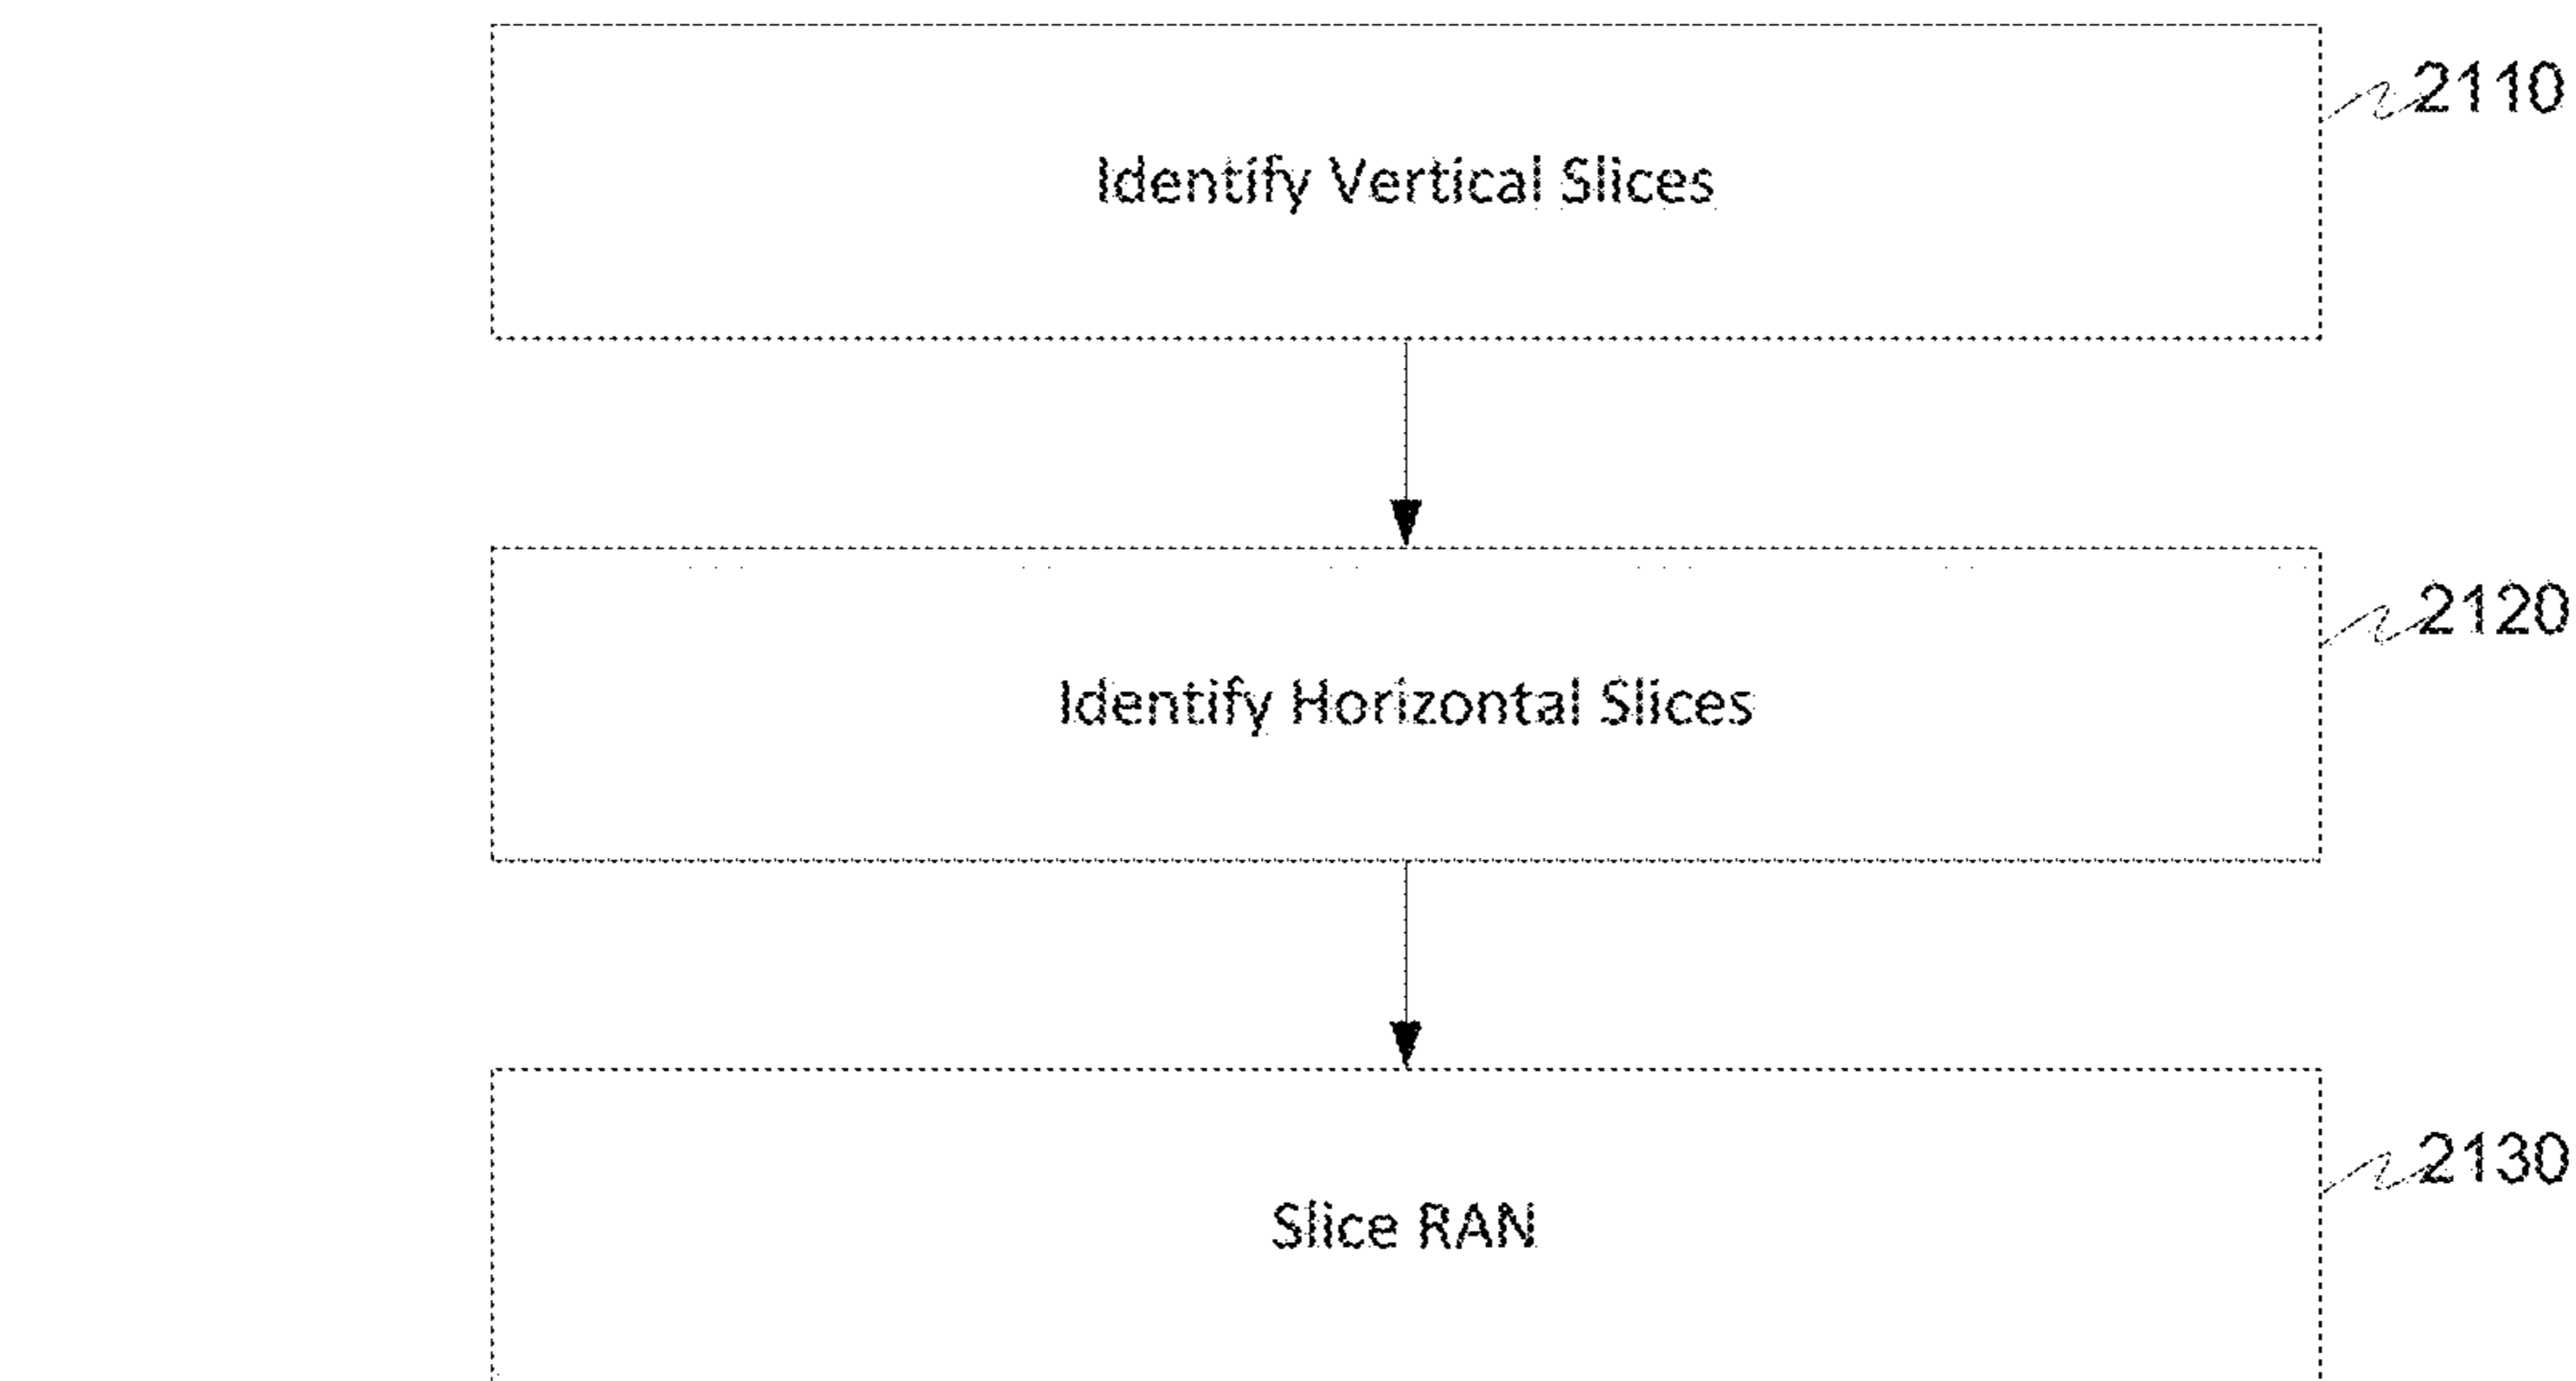 2110
Identify Vertical Slices
2120
Identify Horizontal Slices
2130
Slice RAN